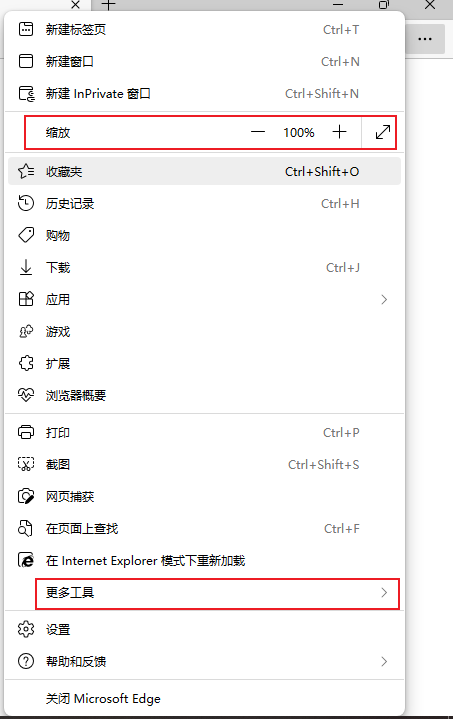 新建标签页 Ctrl+T
新建窗口 Ctrl+N
新建 InPrivate 窗口 Ctrl+Shift+N
缩放 — 100% +
收藏夹 Ctrl+Shift+O
历史记录 Ctrl+H
购物
下载 Ctrl+J
应用
游戏
扩展
浏览器概要
打印 Ctrl+P
截图 Ctrl+Shift+S
网页捕获
在页面上查找 Ctrl+F
在 Internet Explorer 模式下重新加载
更多工具
设置
帮助和反馈
关闭 Microsoft Edge